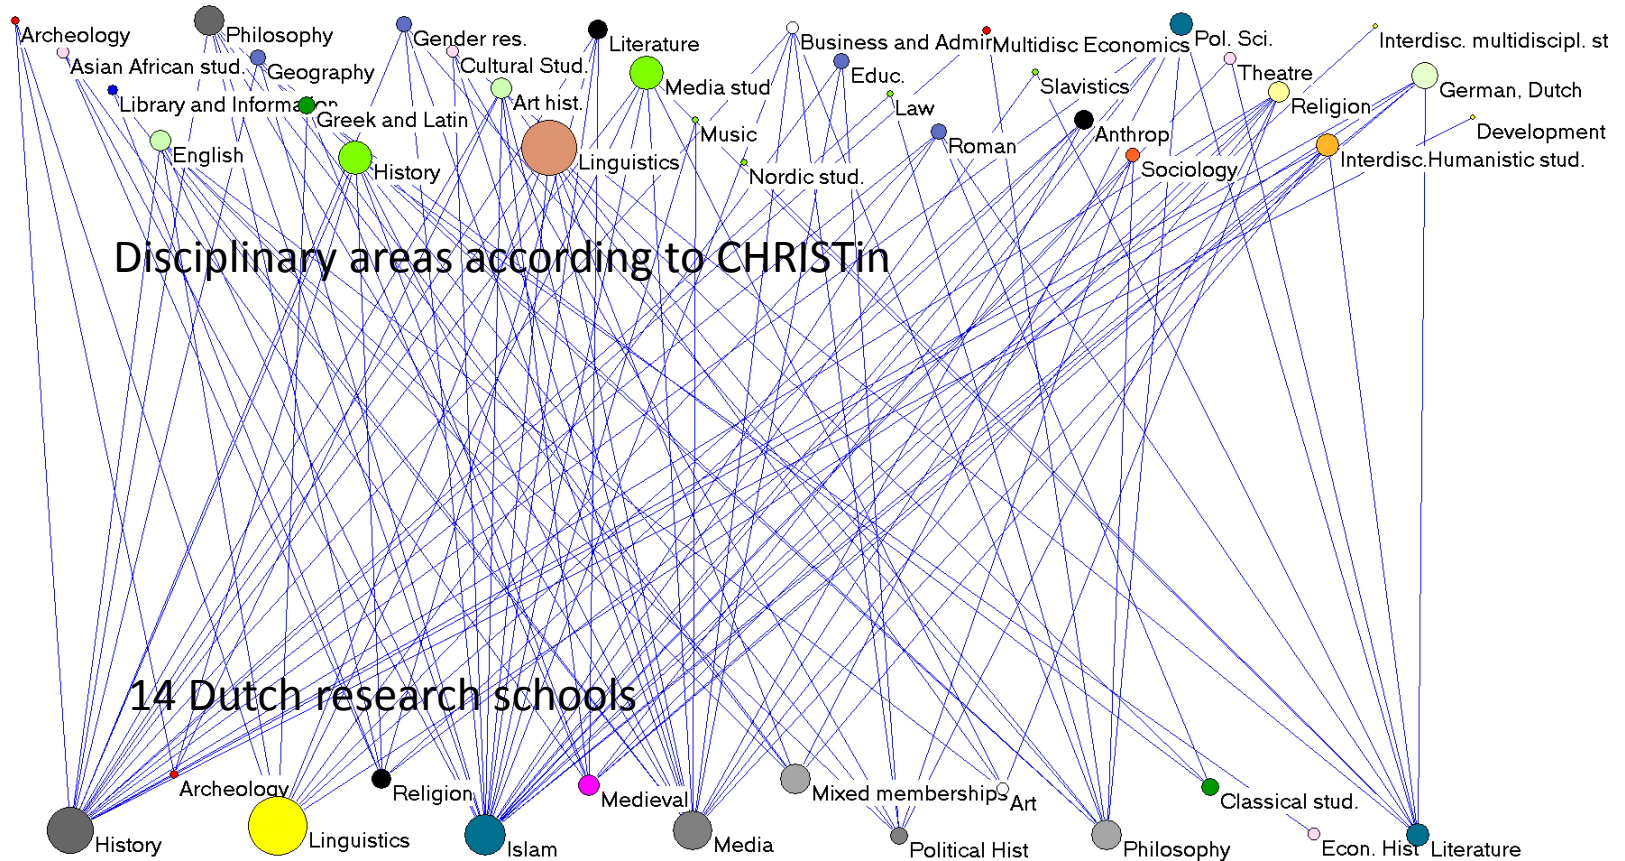 Archeology
Philosophy
Gender res.
Literature
Business and Admir
Multidisc Economics
Pol. Sci.
Interdisc. multidiscipl. st
Asian African stud.
Geography
Cultural Stud.
Media stud
Educ.
Slavistics
Theatre
Religion
German, Dutch
Library and Information
Greek and Latin
Art hist.
Music
Law
Roman
Anthrop
Development
English
History
Linguistics
Nordic stud.
Sociology
Interdisc.Humanistic stud.
Disciplinary areas according to CHRISTin
14 Dutch research schools
Archeology
Religion
Medieval
Mixed memberships
Art
Classical stud.
History
Linguistics
Islam
Media
Political Hist
Philosophy
Econ. Hist
Literature